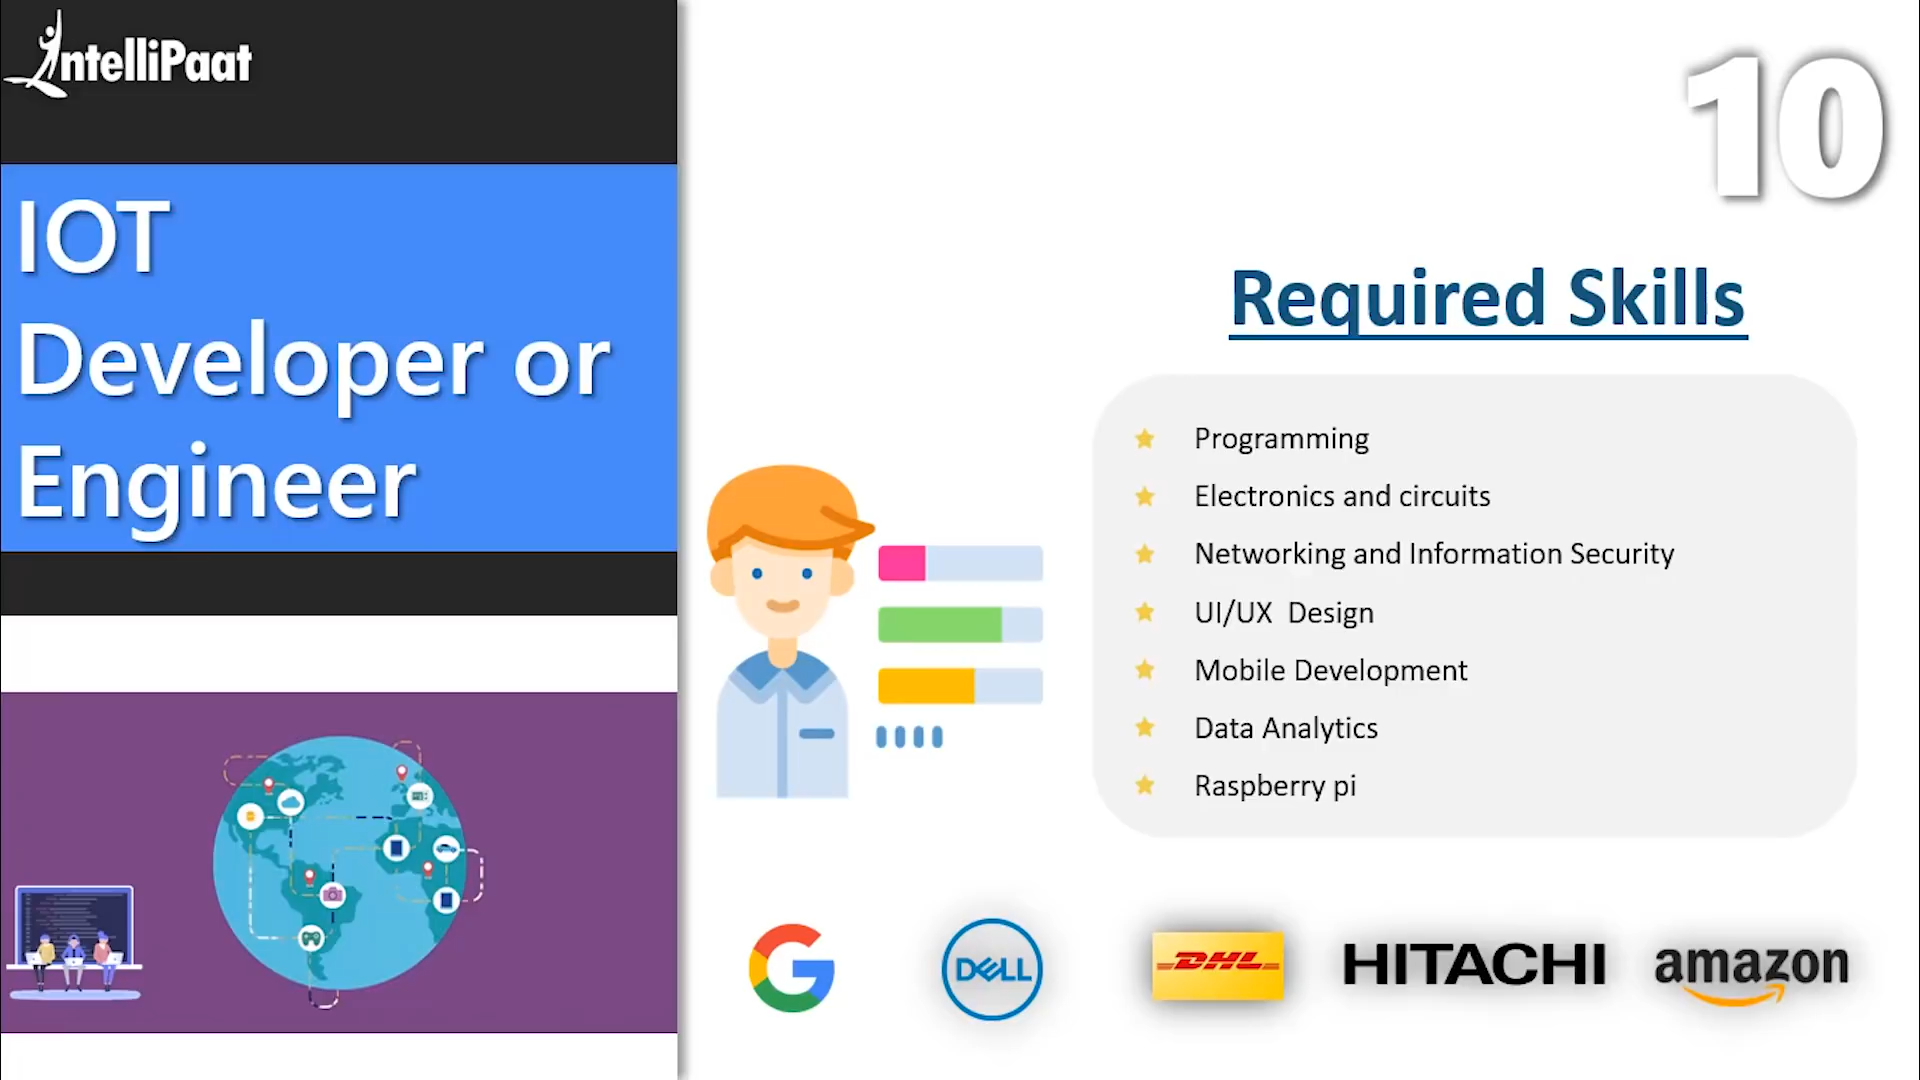 IntelliPaat
IOT
Developer or
Engineer
10
Required Skills
Programming
Electronics and circuits
Networking and Information Security
UI/UX  Design
Mobile Development
Data Analytics
Raspberry pi
G
DELL
DHL
HITACHI
amazon